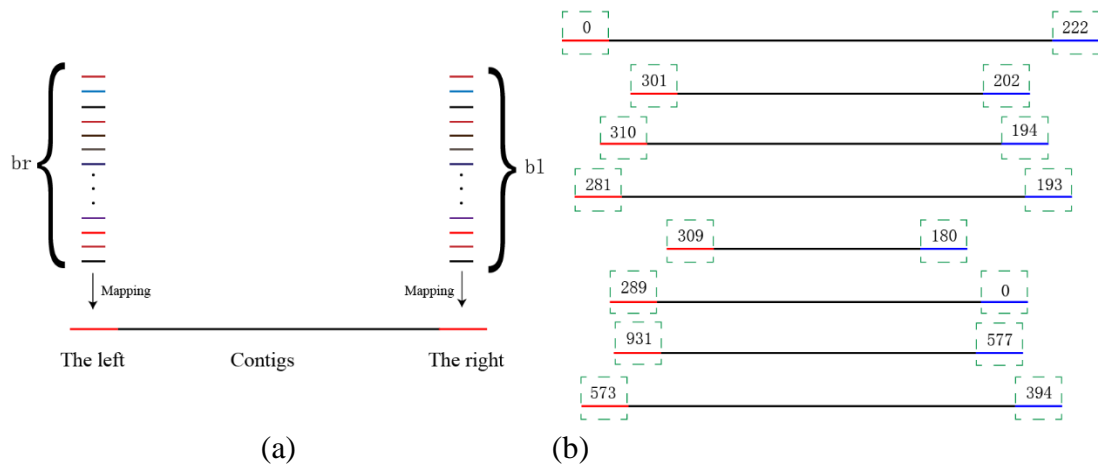 br
bl
Mapping
Mapping
The left
Contigs
The right
(a)
0
222
301
202
310
194
281
193
309
180
289
0
931
577
573
394
(b)